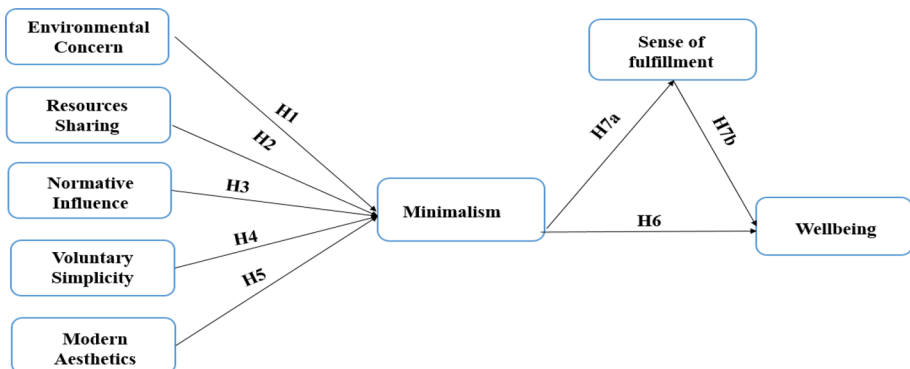 Environmental
Concern
Resources
Sharing
Normative
Influence
Voluntary
Simplicity
Modern
Aesthetics
H1
H2
H3
H4
H5
Minimalism
H7a
Sense of
fulfillment
H7b
H6
Wellbeing